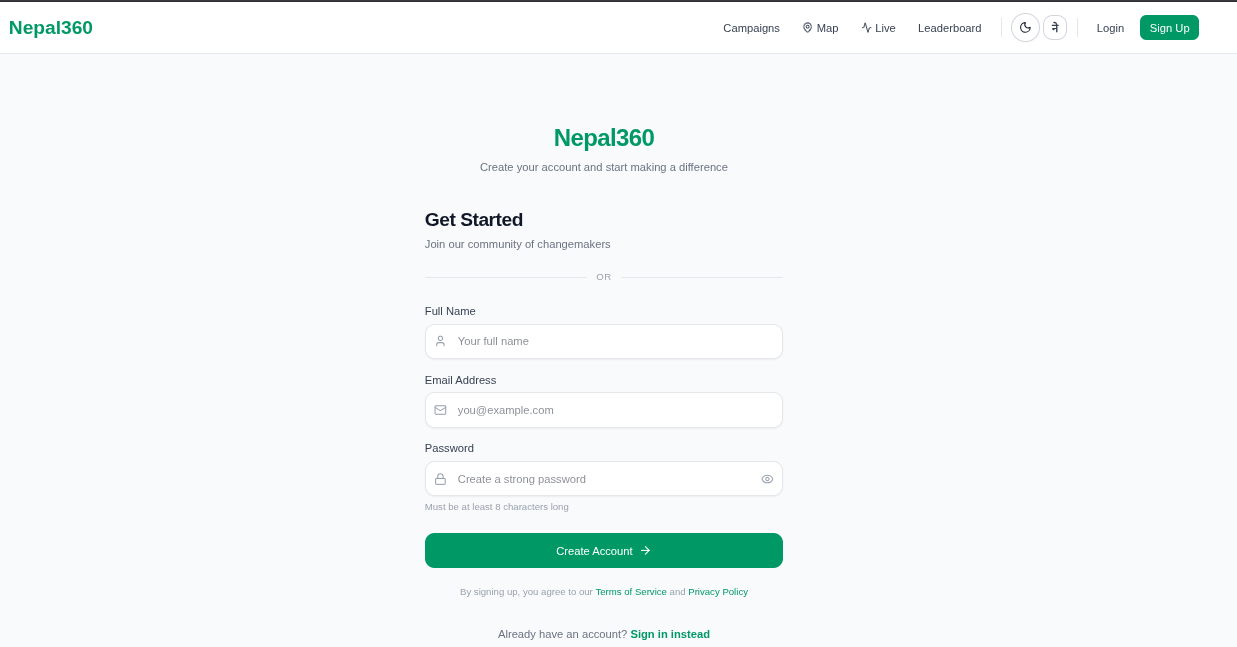 Nepal360
Campaigns Map Live Leaderboard ने Login Sign Up
Nepal360
Create your account and start making a difference
Get Started
Join our community of changemakers
OR
Full Name
Your full name
Email Address
you@example.com
Password
Create a strong password
Must be at least 8 characters long
Create Account
By signing up, you agree to our Terms of Service and Privacy Policy
Already have an account? Sign in instead